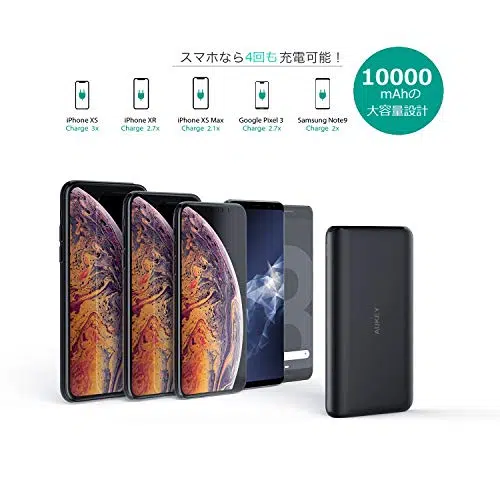 スマホなら4回も充電可能！
10000
mAhの
大容量設計
iPhone XS
Charge 3x
iPhone XR
Charge 2.7x
iPhone XS Max
Charge 2.1x
Google Pixel 3
Charge 2.7x
Samsung Note9
Charge 2x
AUKEY